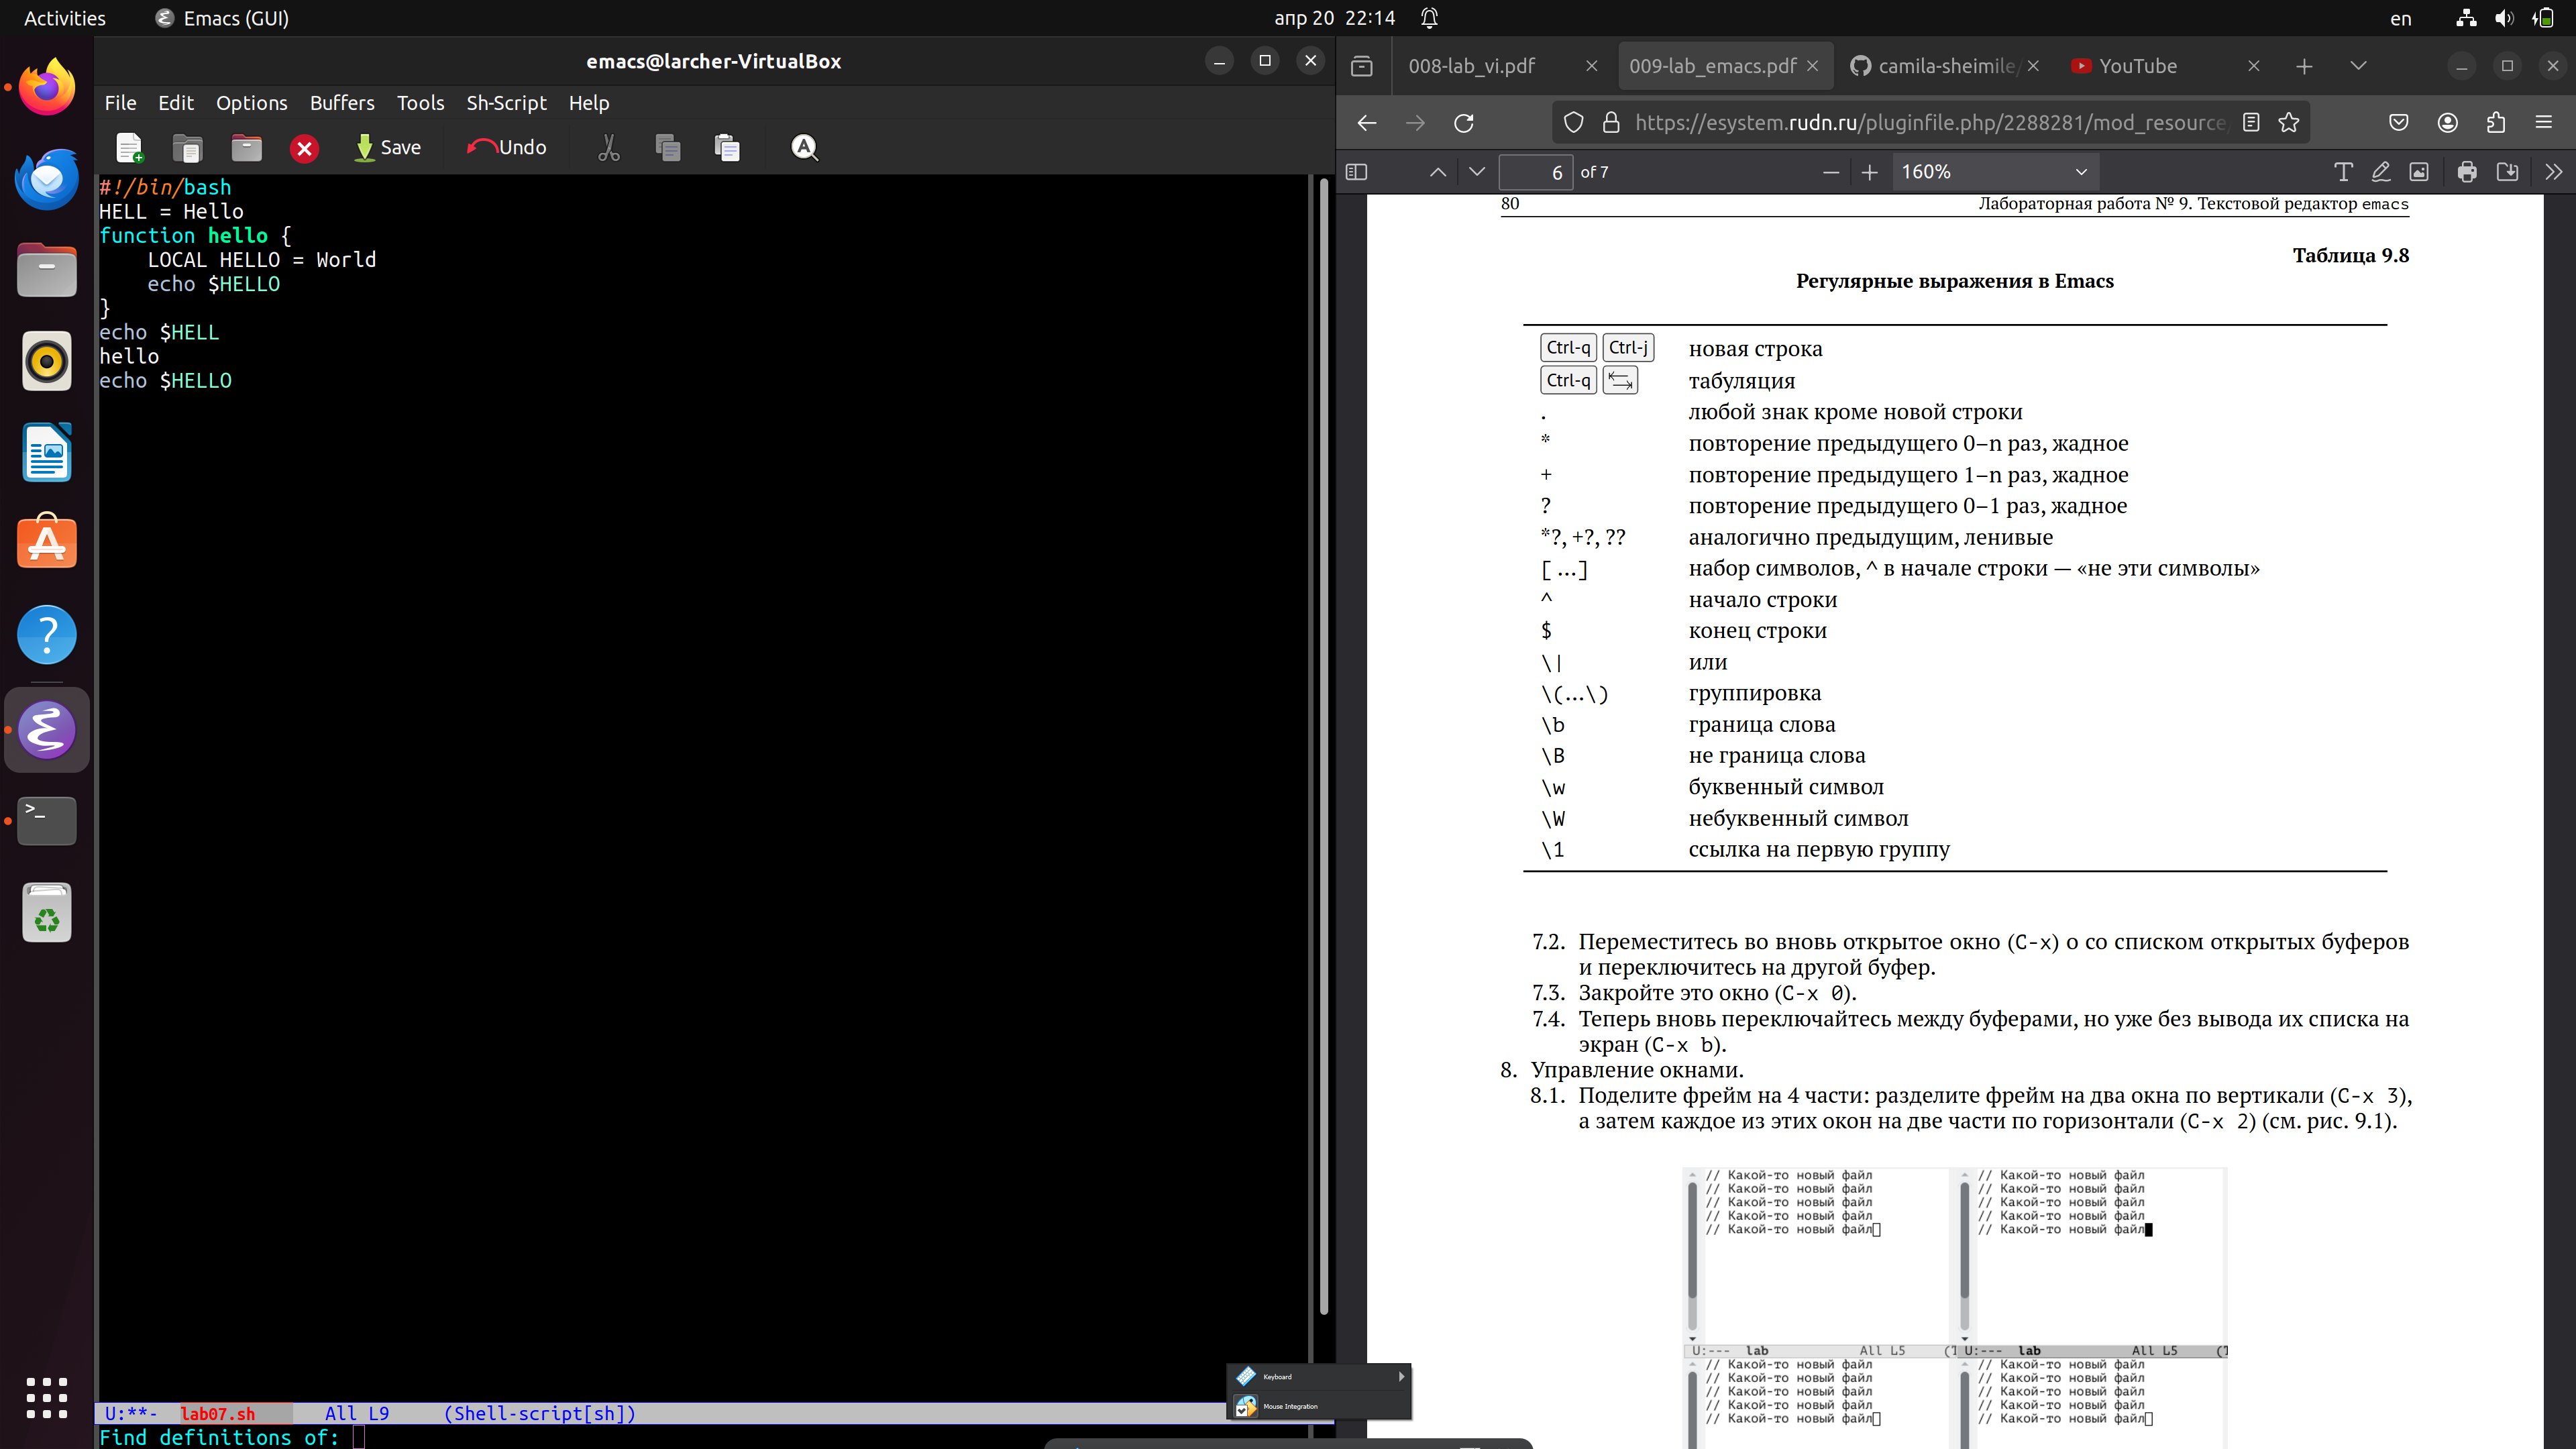 Activities
Emacs (GUI)
апр 20 22:14
en
emacs@larcher-VirtualBox
File Edit Options Buffers Tools Sh-Script Help
Save
Undo
#!/bin/bash
HELL = Hello
function hello {
    LOCAL HELLO = World
    echo $HELLO
}
echo $HELL
hello
echo $HELLO
U:**- lab07.sh All L9 (Shell-script[sh])
Find definitions of:
Keyboard
Mouse Integration
008-lab_vi.pdf
009-lab_emacs.pdf
camila-sheimile/
YouTube
https://esystem.rudn.ru/pluginfile.php/2288281/mod_resource/
6 of 7
160%
80 Лабораторная работа № 9. Текстовой редактор emacs
Таблица 9.8
Регулярные выражения в Emacs
Ctrl-q Ctrl-j новая строка
Ctrl-q табуляция
. любой знак кроме новой строки
* повторение предыдущего 0–n раз, жадное
+ повторение предыдущего 1–n раз, жадное
? повторение предыдущего 0–1 раз, жадное
*?, +?, ?? аналогично предыдущим, ленивые
[ …] набор символов, ^ в начале строки — «не эти символы»
^ начало строки
$ конец строки
\| или
\(…\) группировка
\b граница слова
\B не граница слова
\w буквенный символ
\W небуквенный символ
\1 ссылка на первую группу
7.2. Переместитесь во вновь открытое окно (C-x) o со списком открытых буферов
и переключитесь на другой буфер.
7.3. Закройте это окно (C-x 0).
7.4. Теперь вновь переключайтесь между буферами, но уже без вывода их списка на
экран (C-x b).
8. Управление окнами.
8.1. Поделите фрейм на 4 части: разделите фрейм на два окна по вертикали (C-x 3),
а затем каждое из этих окон на две части по горизонтали (C-x 2) (см. рис. 9.1).
// Какой-то новый файл
// Какой-то новый файл
// Какой-то новый файл
// Какой-то новый файл
// Какой-то новый файл
U:--- lab All L5 (T
// Какой-то новый файл
// Какой-то новый файл
// Какой-то новый файл
// Какой-то новый файл
// Какой-то новый файл
U:--- lab All L5 (T
// Какой-то новый файл
// Какой-то новый файл
// Какой-то новый файл
// Какой-то новый файл
// Какой-то новый файл
// Какой-то новый файл
// Какой-то новый файл
// Какой-то новый файл
// Какой-то новый файл
// Какой-то новый файл